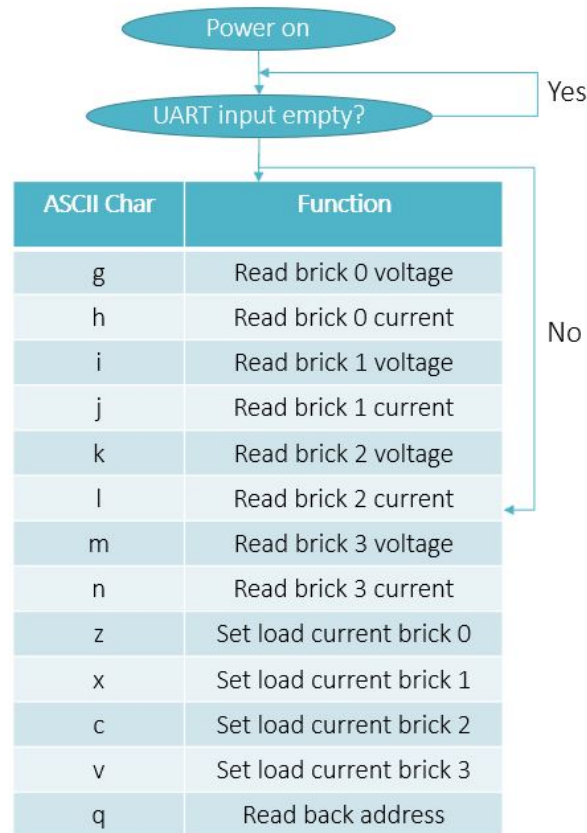 Power on
Yes
UART input empty?
ASCII Char Function
g Read brick 0 voltage
h Read brick 0 current
No
i Read brick 1 voltage
j Read brick 1 current
k Read brick 2 voltage
l Read brick 2 current
m Read brick 3 voltage
n Read brick 3 current
z Set load current brick 0
x Set load current brick 1
c Set load current brick 2
v Set load current brick 3
q Read back address